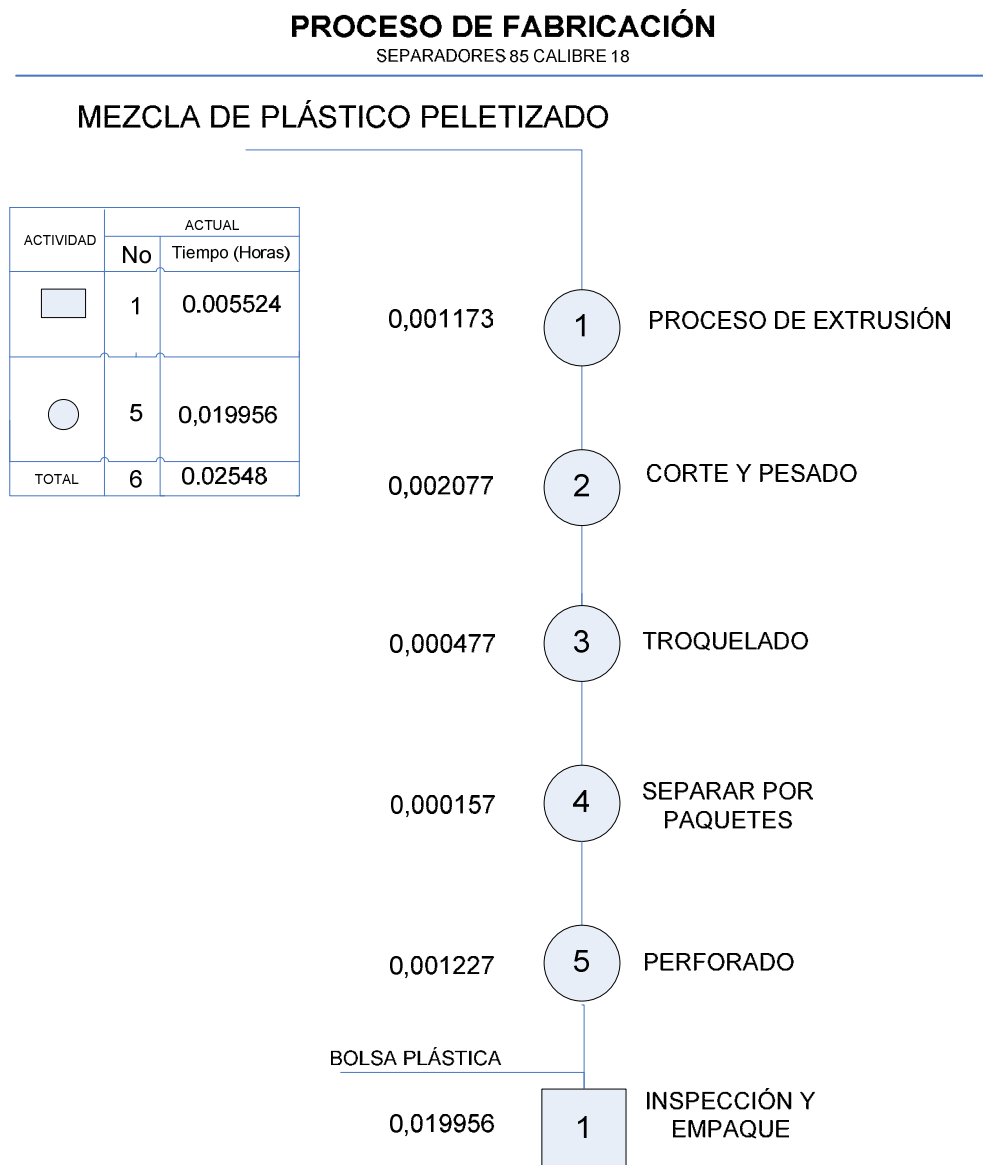 PROCESO DE FABRICACIÓN
SEPARADORES 85 CALIBRE 18
MEZCLA DE PLÁSTICO PELETIZADO
ACTIVIDAD
ACTUAL
No
Tiempo (Horas)
1
0.005524
5
0,019956
TOTAL
6
0.02548
0,001173
1
PROCESO DE EXTRUSIÓN
0,002077
2
CORTE Y PESADO
0,000477
3
TROQUELADO
0,000157
4
SEPARAR POR
PAQUETES
0,001227
5
PERFORADO
BOLSA PLÁSTICA
0,019956
1
INSPECCIÓN Y
EMPAQUE